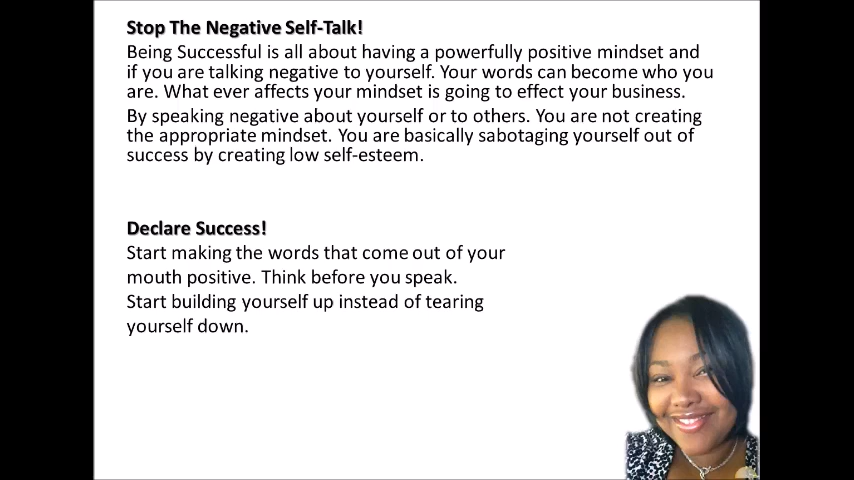 Stop The Negative Self-Talk!
Being Successful is all about having a powerfully positive mindset and
if you are talking negative to yourself. Your words can become who you
are. What ever affects your mindset is going to effect your business.
By speaking negative about yourself or to others. You are not creating
the appropriate mindset. You are basically sabotaging yourself out of
success by creating low self-esteem.
Declare Success!
Start making the words that come out of your
mouth positive. Think before you speak.
Start building yourself up instead of tearing
yourself down.